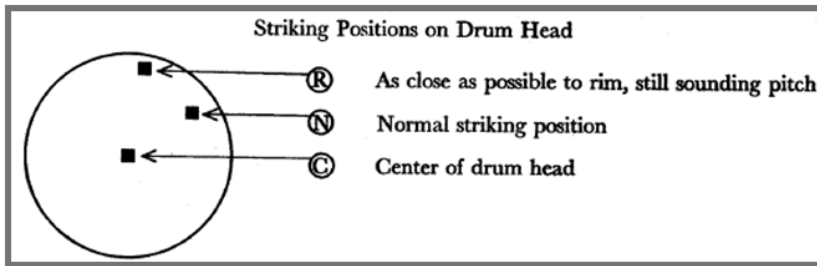 Striking Positions on Drum Head
Ⓡ As close as possible to rim, still sounding pitch
Ⓝ Normal striking position
Ⓒ Center of drum head